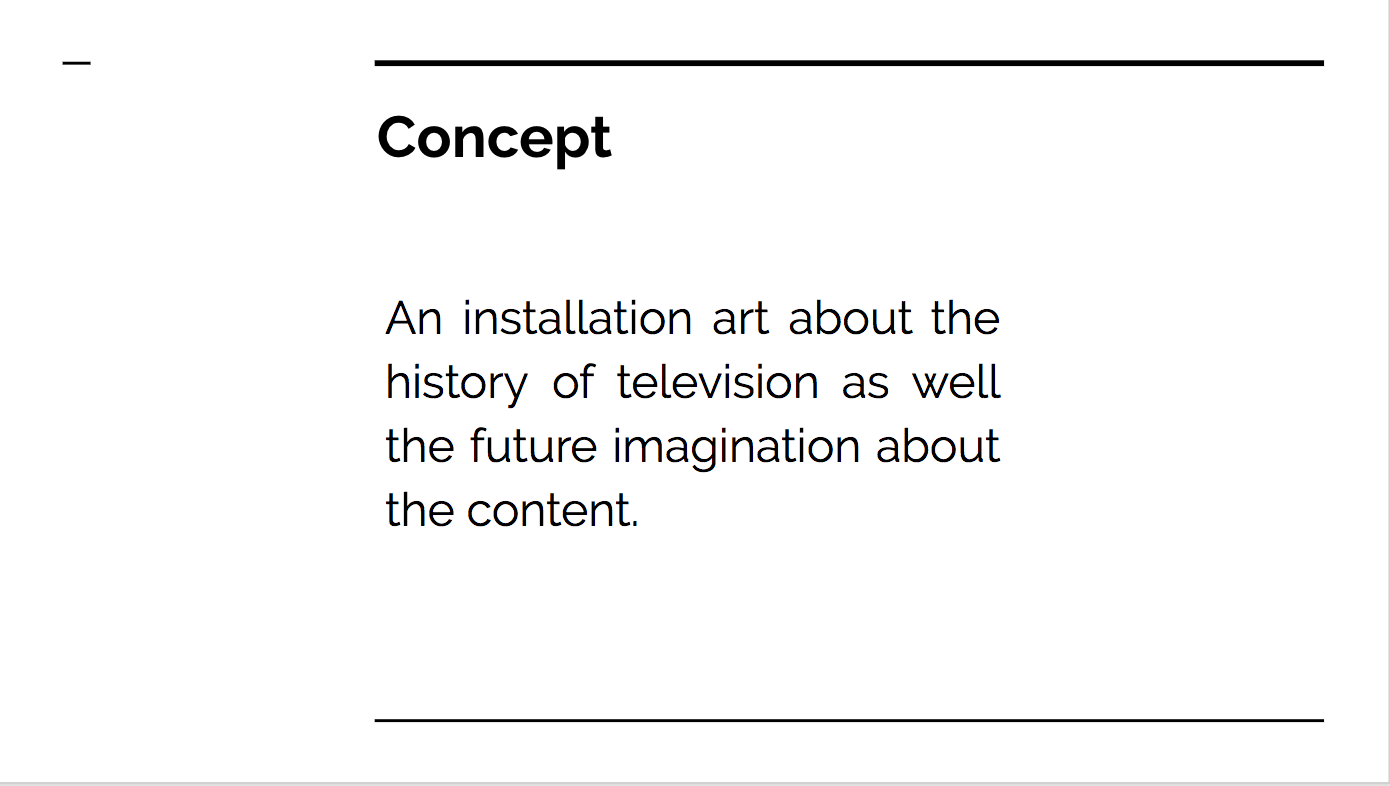 Concept
An installation art about the
history of television as well
the future imagination about
the content.